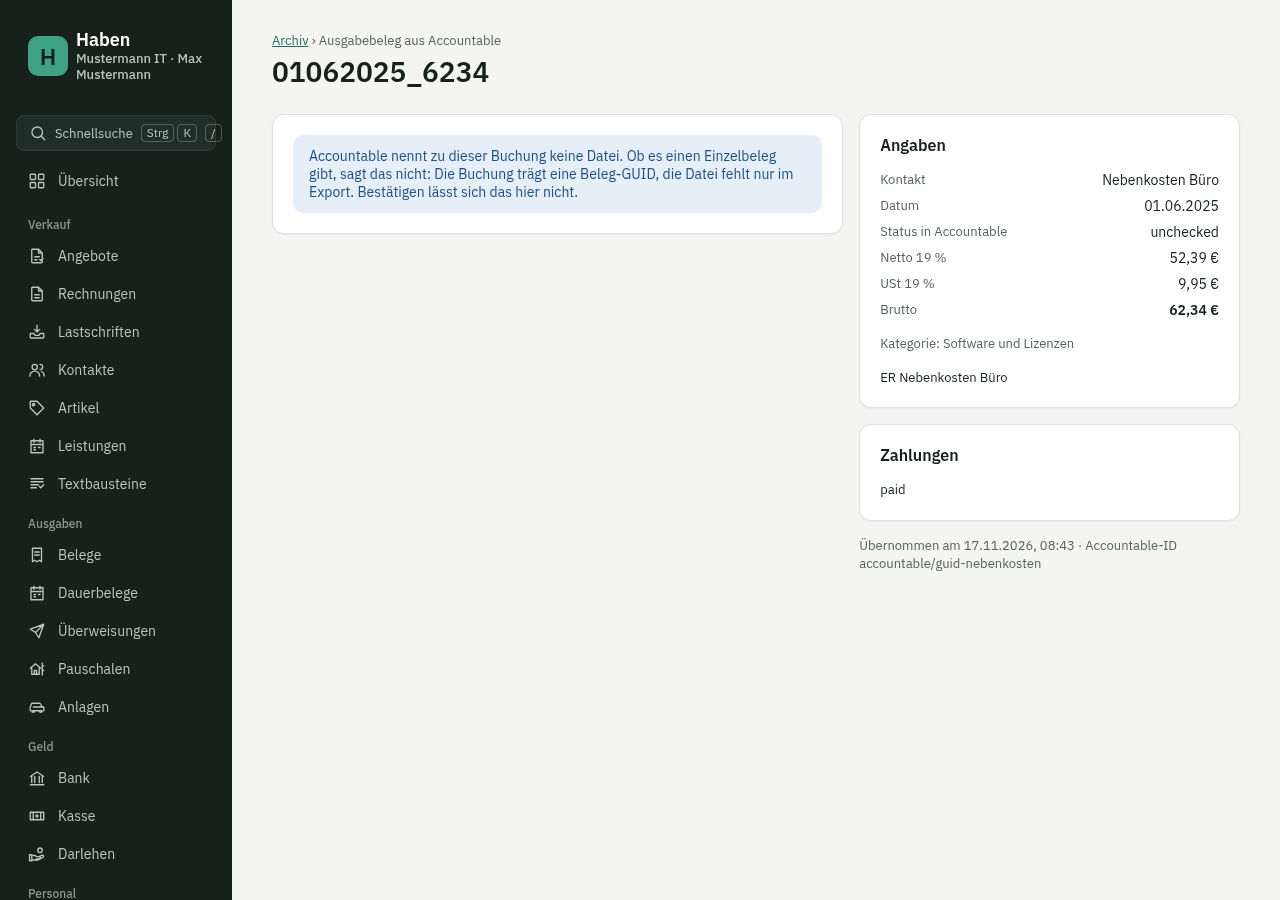 H
Haben
Mustermann IT · Max
Mustermann
Schnellsuche Strg K /
Übersicht
Verkauf
Angebote
Rechnungen
Lastschriften
Kontakte
Artikel
Leistungen
Textbausteine
Ausgaben
Belege
Dauerbelege
Überweisungen
Pauschalen
Anlagen
Geld
Bank
Kasse
Darlehen
Personal
Archiv › Ausgabebeleg aus Accountable
01062025_6234
Accountable nennt zu dieser Buchung keine Datei. Ob es einen Einzelbeleg
gibt, sagt das nicht: Die Buchung trägt eine Beleg-GUID, die Datei fehlt nur im
Export. Bestätigen lässt sich das hier nicht.
Angaben
Kontakt Nebenkosten Büro
Datum 01.06.2025
Status in Accountable unchecked
Netto 19 % 52,39 €
USt 19 % 9,95 €
Brutto 62,34 €
Kategorie: Software und Lizenzen
ER Nebenkosten Büro
Zahlungen
paid
Übernommen am 17.11.2026, 08:43 · Accountable-ID
accountable/guid-nebenkosten